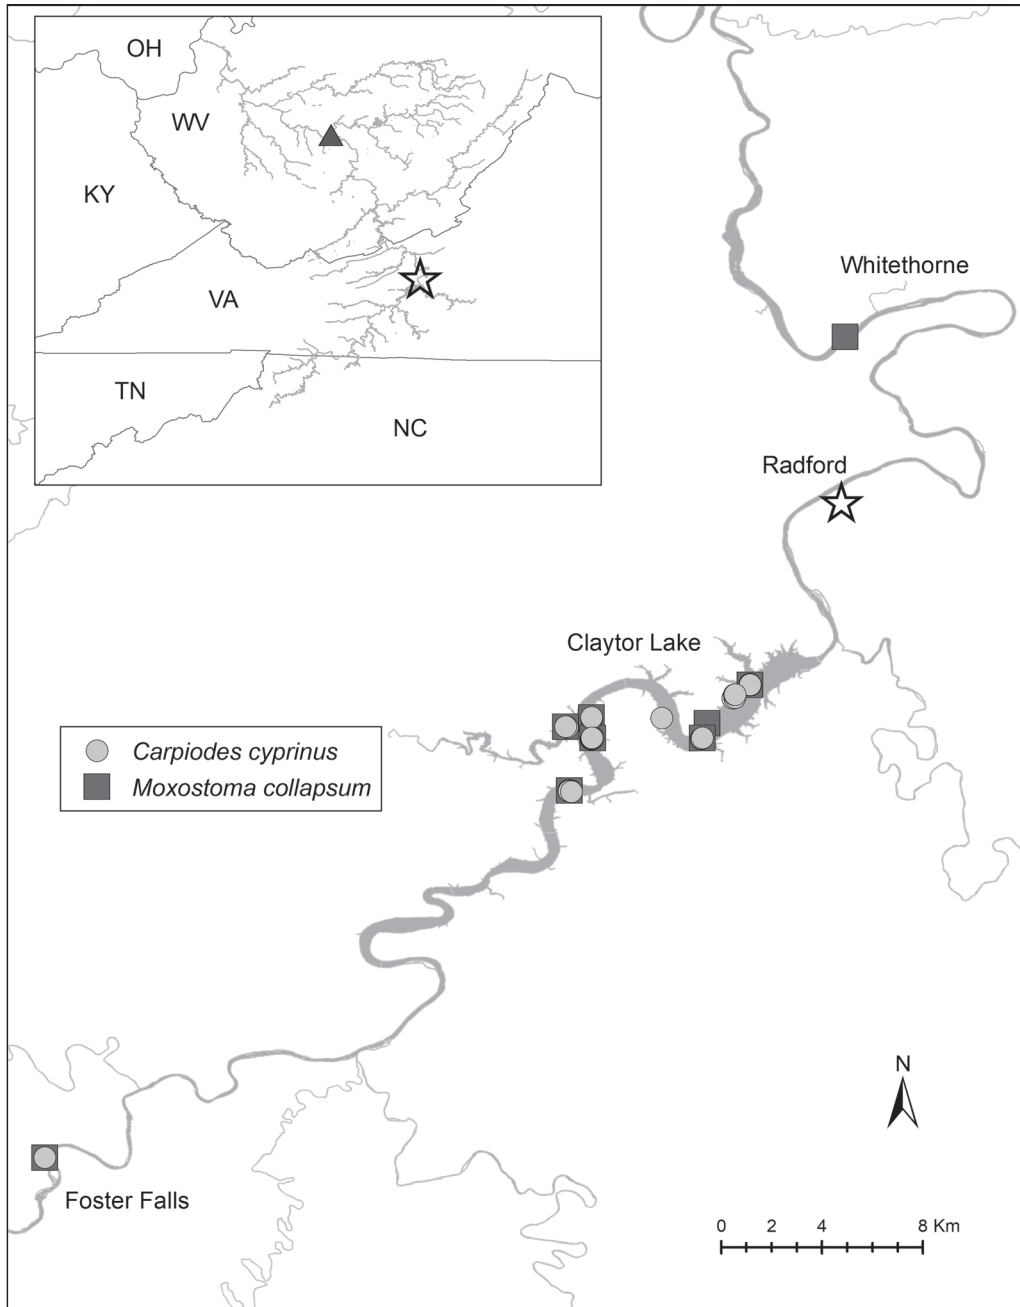 OH
WV
KY
VA
TN
NC
Whitethorne
Radford
Claytor Lake
Carpiodes cyprinus
Moxostoma collapsum
N
Foster Falls
0 2 4 8 Km